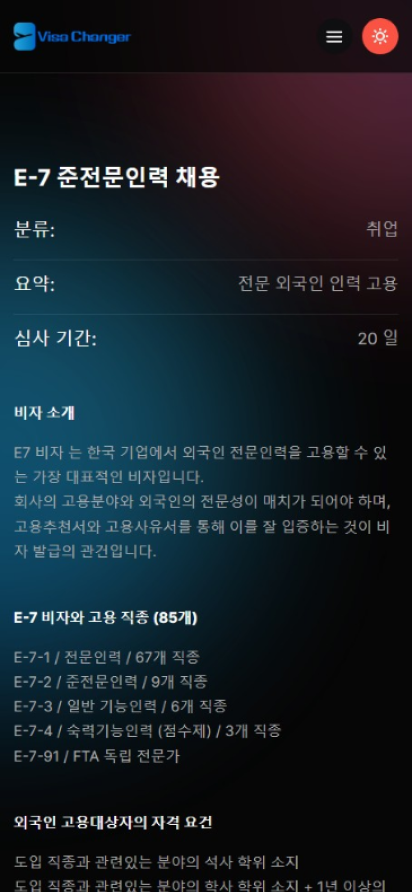 Visa Changer
E-7 준전문인력 채용
분류: 취업
요약: 전문 외국인 인력 고용
심사 기간: 20 일
비자 소개
E7 비자 는 한국 기업에서 외국인 전문인력을 고용할 수 있
는 가장 대표적인 비자입니다.
회사의 고용분야와 외국인의 전문성이 매치가 되어야 하며,
고용추천서와 고용사유서를 통해 이를 잘 입증하는 것이 비
자 발급의 관건입니다.
E-7 비자와 고용 직종 (85개)
E-7-1 / 전문인력 / 67개 직종
E-7-2 / 준전문인력 / 9개 직종
E-7-3 / 일반 기능인력 / 6개 직종
E-7-4 / 숙력기능인력 (점수제) / 3개 직종
E-7-91 / FTA 독립 전문가
외국인 고용대상자의 자격 요건
도입 직종과 관련있는 분야의 석사 학위 소지
도입 직종과 관련있는 분야의 학사 학위 소지 + 1년 이상의